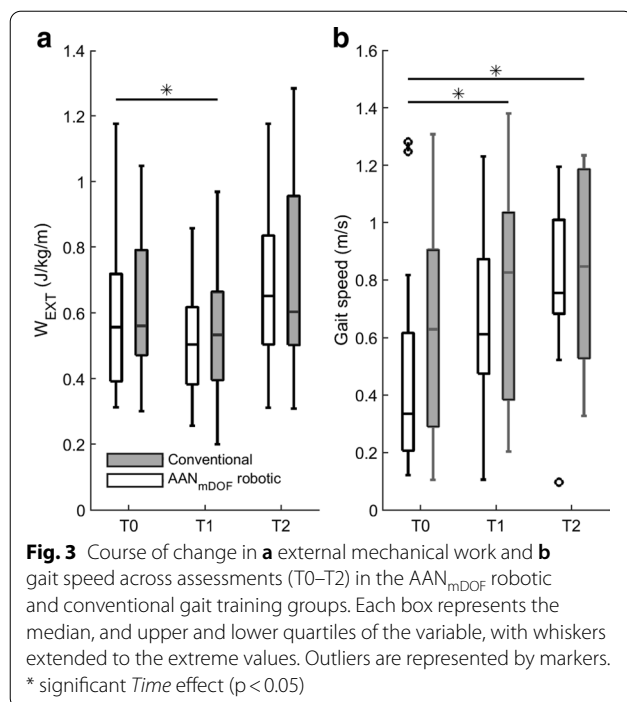 a
b
1.4
1.2
1
0.8
0.6
0.4
0.2
0
W_EXT (J/kg/m)
*
Conventional
AAN_mDOF robotic
T0 T1 T2
1.6
1.4
1.2
1
0.8
0.6
0.4
0.2
0
Gait speed (m/s)
*
*
T0 T1 T2
Fig. 3 Course of change in a external mechanical work and b
gait speed across assessments (T0–T2) in the AAN_mDOF robotic
and conventional gait training groups. Each box represents the
median, and upper and lower quartiles of the variable, with whiskers
extended to the extreme values. Outliers are represented by markers.
* significant Time effect (p < 0.05)